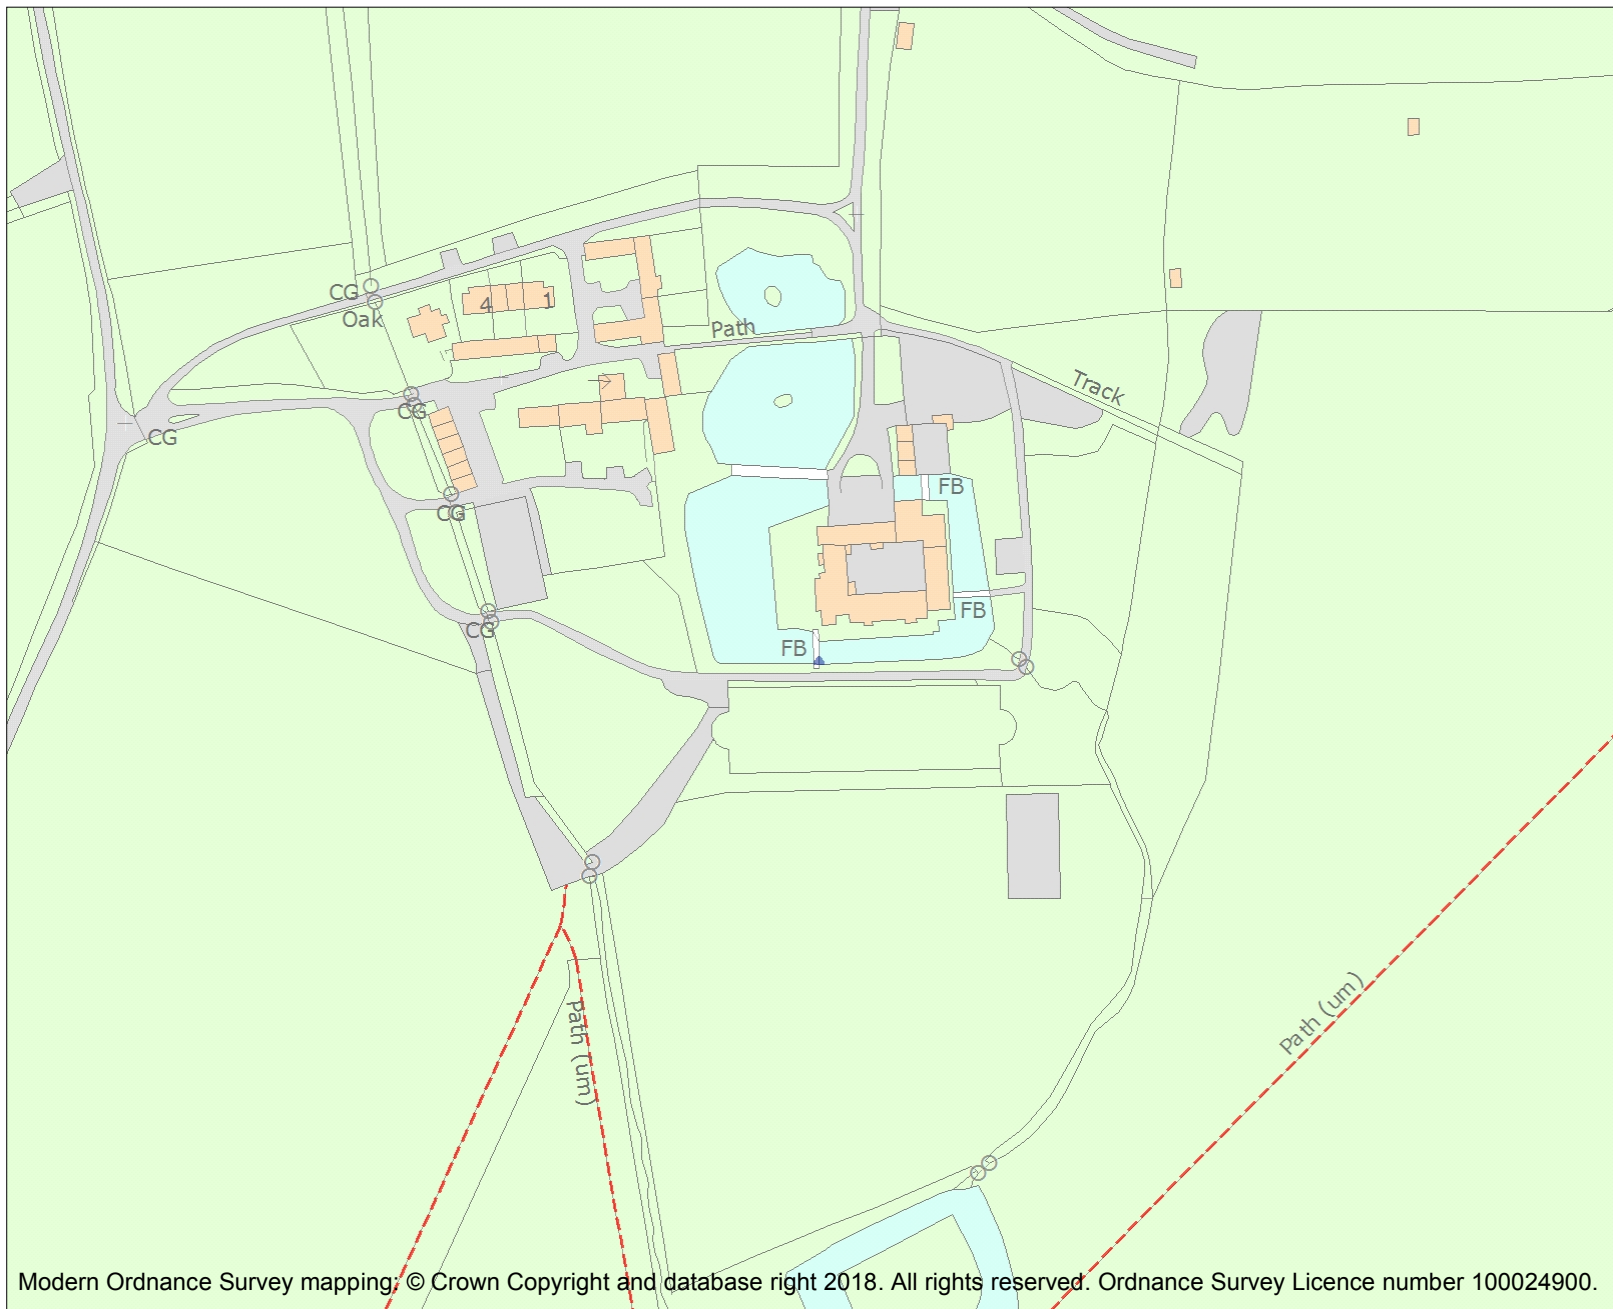 CG
Oak
4
1
Path
Track
CG
CG
FB
CG
FB
CG
FB
Path (um)
Path (um)
Modern Ordnance Survey mapping: © Crown Copyright and database right 2018. All rights reserved. Ordnance Survey Licence number 100024900.